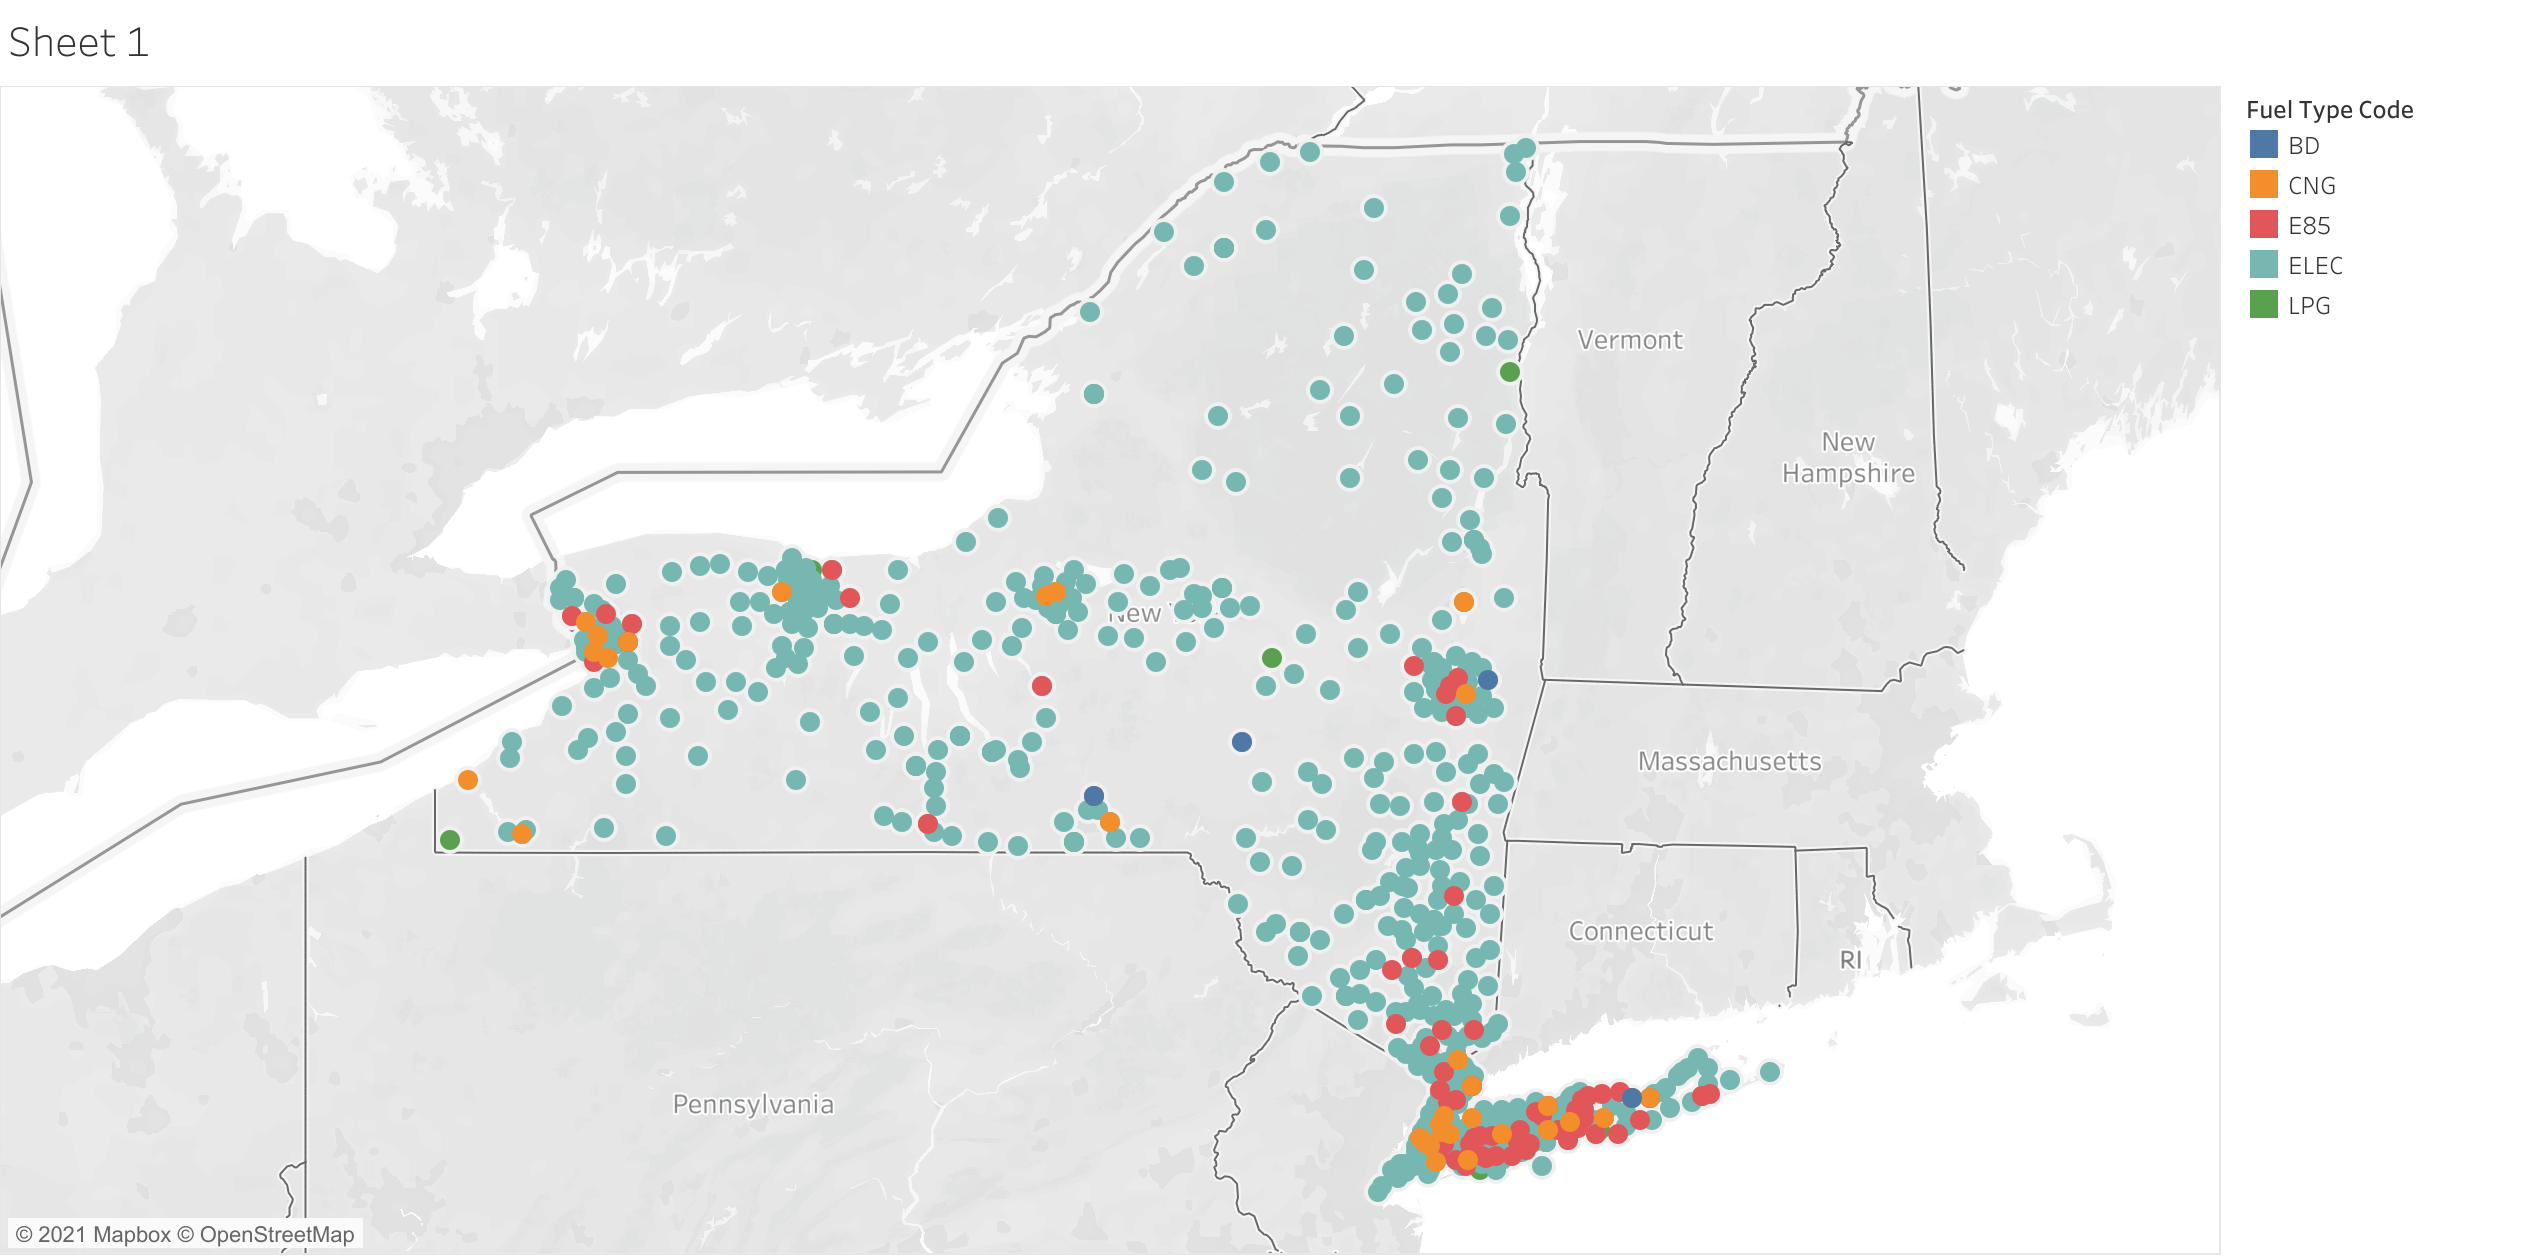 Sheet 1
Fuel Type Code
BD
CNG
E85
ELEC
LPG
Vermont
New
Hampshire
New
Massachusetts
Connecticut
RI
Pennsylvania
© 2021 Mapbox © OpenStreetMap